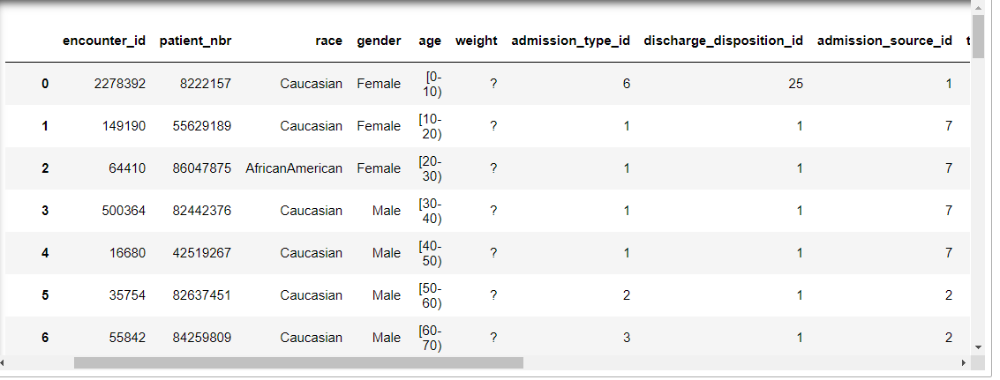 encounter_id patient_nbr race gender age weight admission_type_id discharge_disposition_id admission_source_id t
0 2278392 8222157 Caucasian Female [0-10) ? 6 25 1
1 149190 55629189 Caucasian Female [10-20) ? 1 1 7
2 64410 86047875 AfricanAmerican Female [20-30) ? 1 1 7
3 500364 82442376 Caucasian Male [30-40) ? 1 1 7
4 16680 42519267 Caucasian Male [40-50) ? 1 1 7
5 35754 82637451 Caucasian Male [50-60) ? 2 1 2
6 55842 84259809 Caucasian Male [60-70) ? 3 1 2